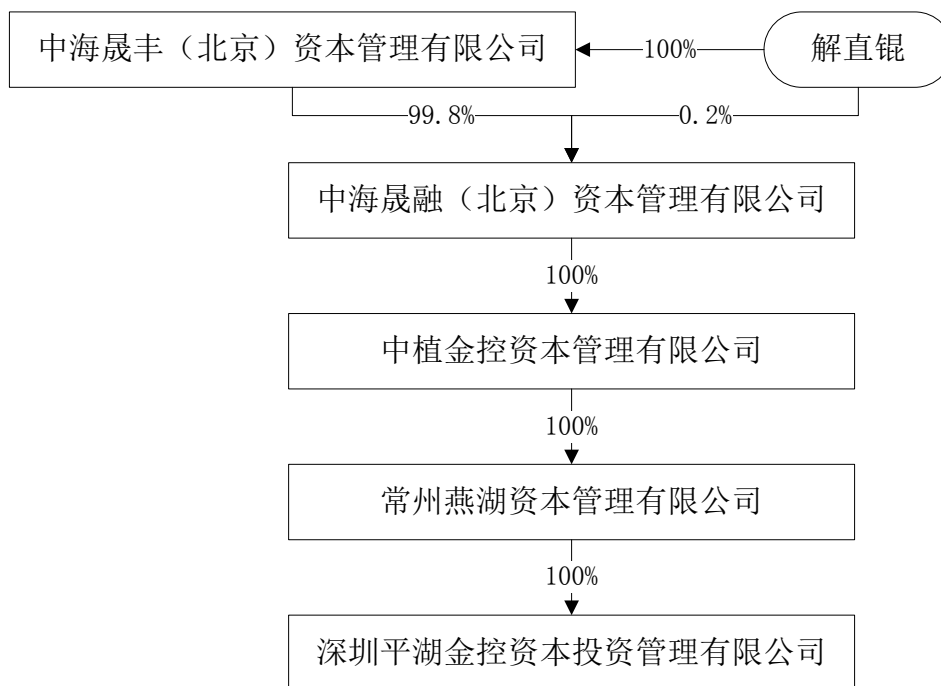 中海晟丰（北京）资本管理有限公司
100%
解直锟
99.8%
0.2%
中海晟融（北京）资本管理有限公司
100%
中植金控资本管理有限公司
100%
常州燕湖资本管理有限公司
100%
深圳平湖金控资本投资管理有限公司